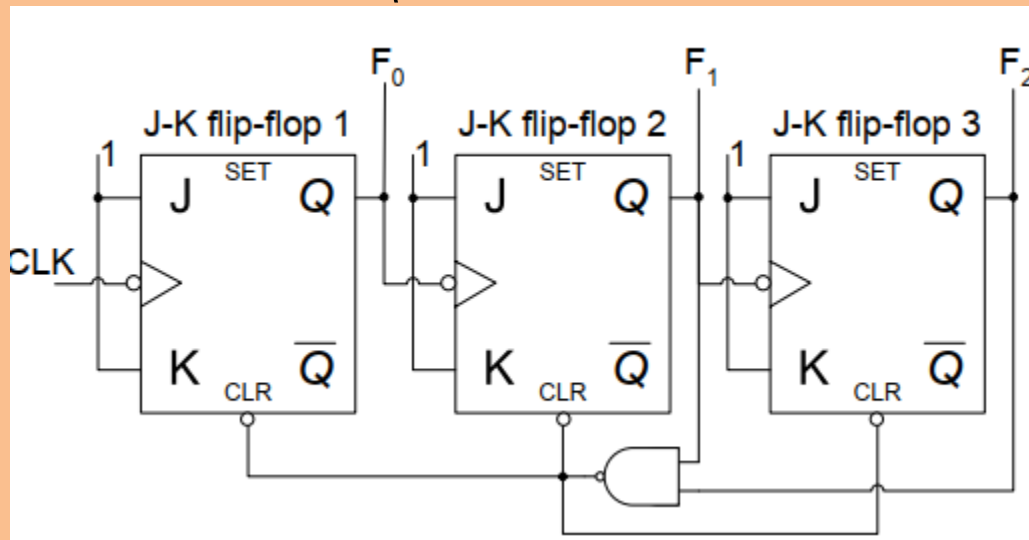 F0 F1 F2
J-K flip-flop 1 J-K flip-flop 2 J-K flip-flop 3
1 SET 1 SET 1 SET
J Q J Q J Q
CLK
K Q̅ K Q̅ K Q̅
CLR CLR CLR